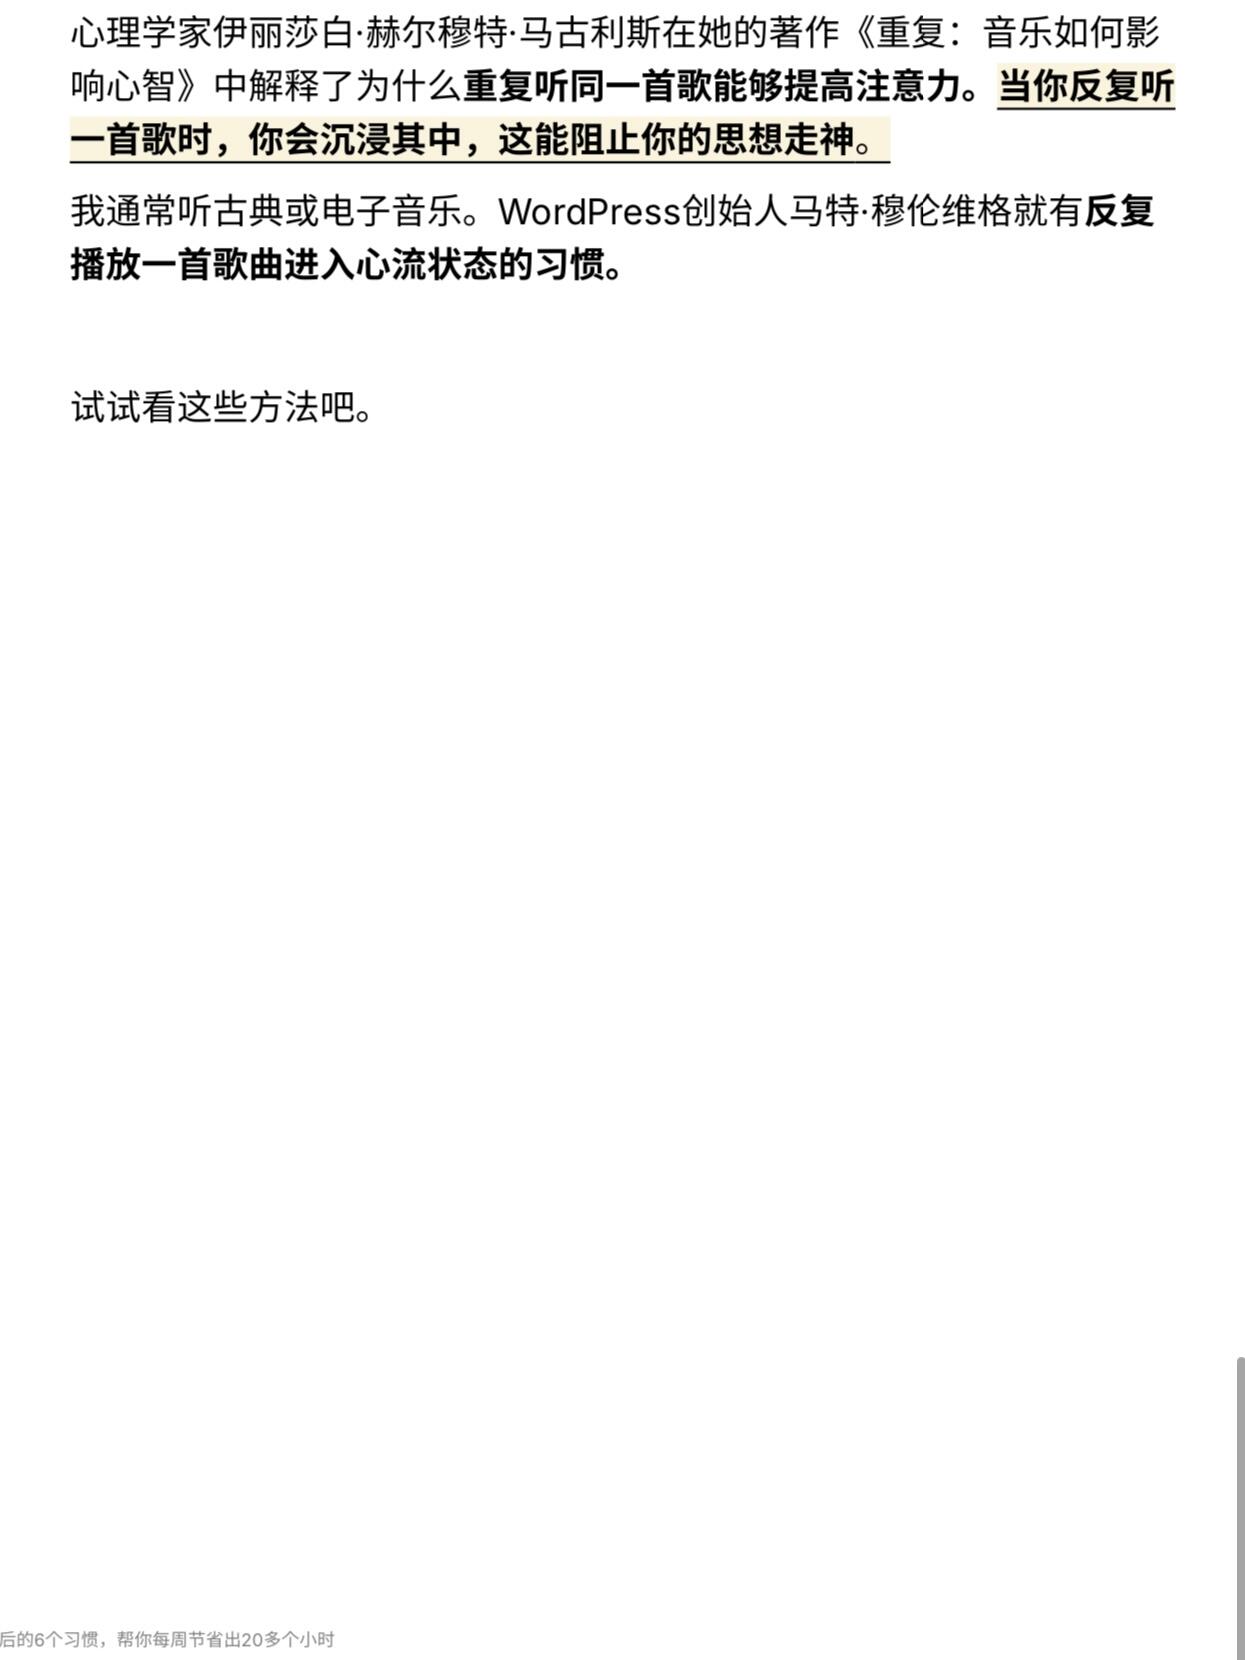 心理学家伊丽莎白·赫尔穆特·马古利斯在她的著作《重复：音乐如何影
响心智》中解释了为什么重复听同一首歌能够提高注意力。当你反复听
一首歌时，你会沉浸其中，这能阻止你的思想走神。
我通常听古典或电子音乐。WordPress创始人马特·穆伦维格就有反复
播放一首歌曲进入心流状态的习惯。
试试看这些方法吧。
后的6个习惯，帮你每周节省出20多个小时